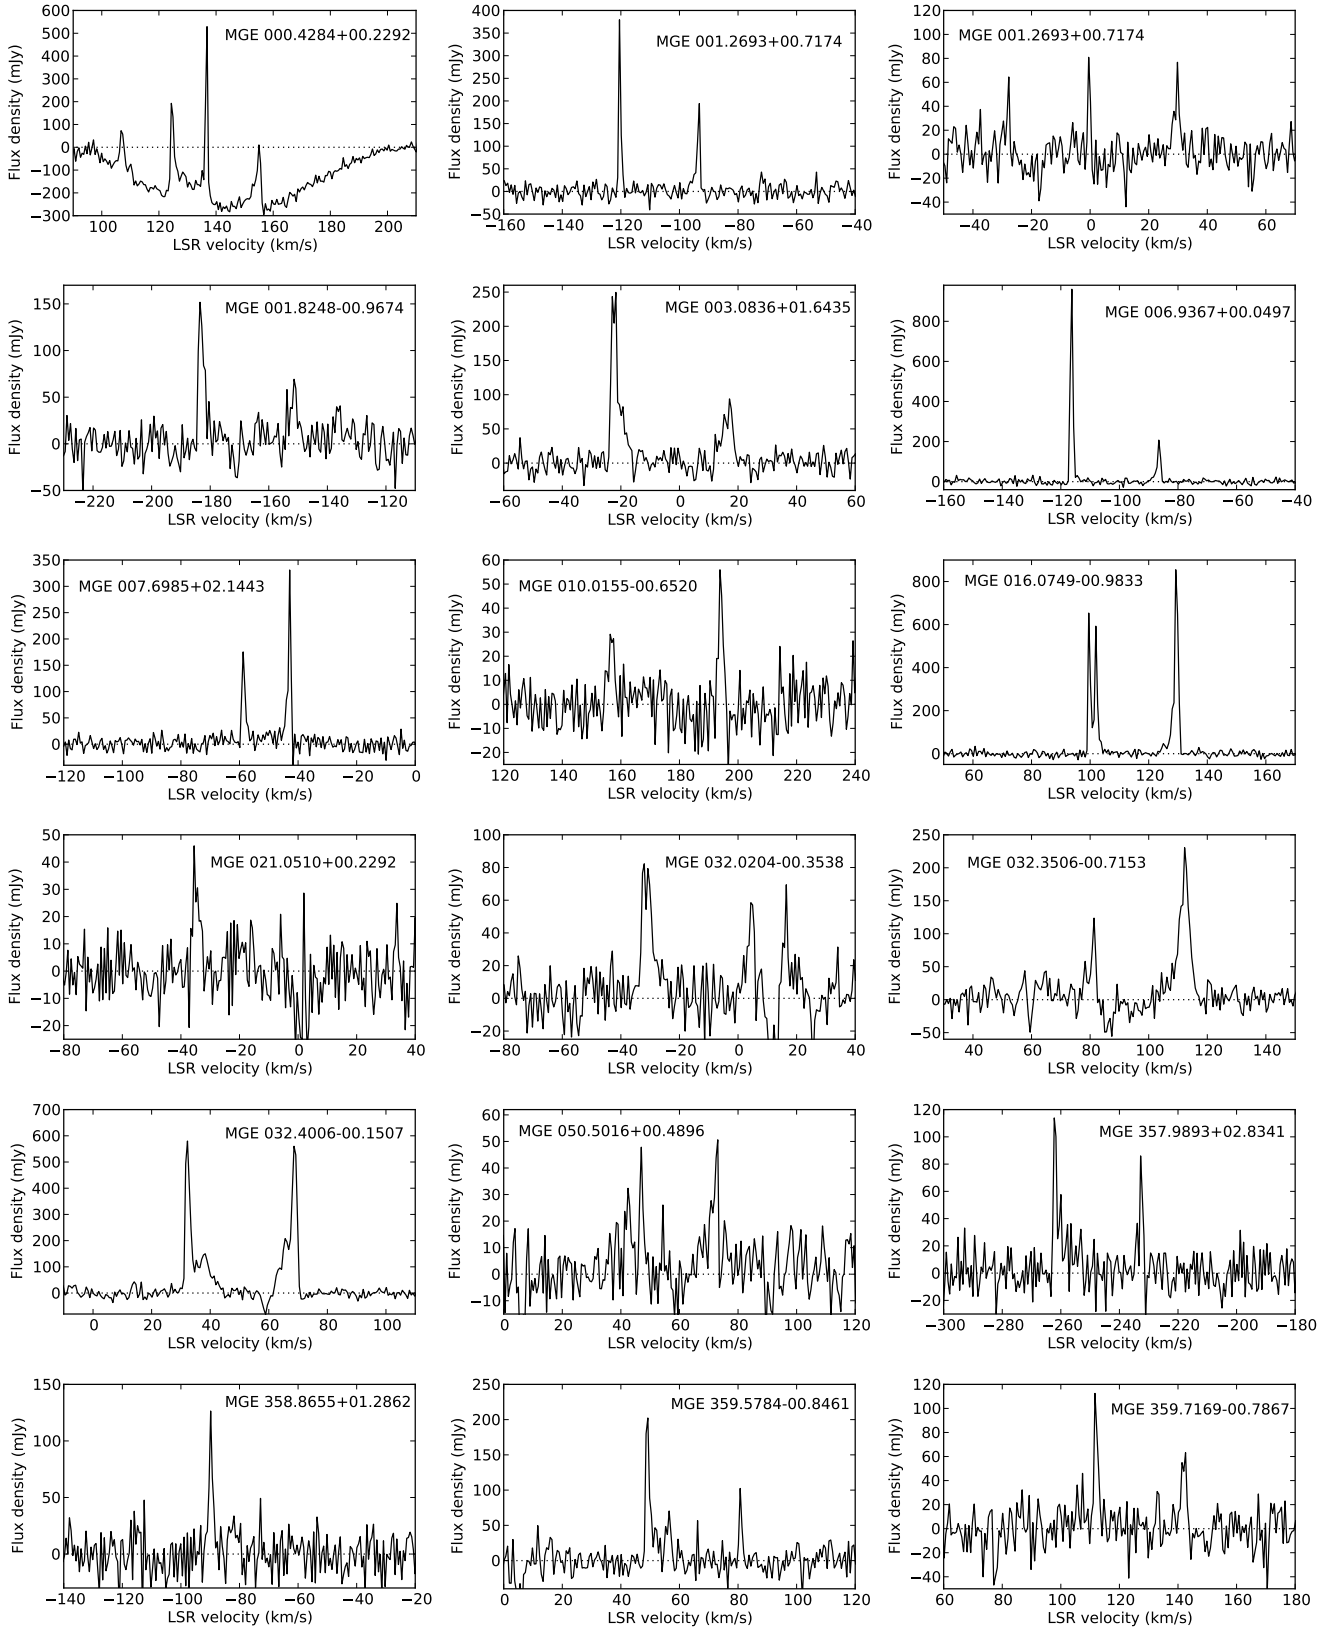 MGE 000.4284+00.2292
Flux density (mJy)
600
500
400
300
200
100
0
−100
−200
−300
100 120 140 160 180 200
LSR velocity (km/s)
MGE 001.2693+00.7174
Flux density (mJy)
400
350
300
250
200
150
100
50
0
−50
−160 −140 −120 −100 −80 −60 −40
LSR velocity (km/s)
MGE 001.2693+00.7174
Flux density (mJy)
120
100
80
60
40
20
0
−20
−40
−40 −20 0 20 40 60
LSR velocity (km/s)
MGE 001.8248-00.9674
Flux density (mJy)
150
100
50
0
−50
−220 −200 −180 −160 −140 −120
LSR velocity (km/s)
MGE 003.0836+01.6435
Flux density (mJy)
250
200
150
100
50
0
−60 −40 −20 0 20 40 60
LSR velocity (km/s)
MGE 006.9367+00.0497
Flux density (mJy)
800
600
400
200
0
−160 −140 −120 −100 −80 −60 −40
LSR velocity (km/s)
MGE 007.6985+02.1443
Flux density (mJy)
350
300
250
200
150
100
50
0
−120 −100 −80 −60 −40 −20 0
LSR velocity (km/s)
MGE 010.0155-00.6520
Flux density (mJy)
60
50
40
30
20
10
0
−10
−20
120 140 160 180 200 220 240
LSR velocity (km/s)
MGE 016.0749-00.9833
Flux density (mJy)
800
600
400
200
0
60 80 100 120 140 160
LSR velocity (km/s)
MGE 021.0510+00.2292
Flux density (mJy)
50
40
30
20
10
0
−10
−20
−80 −60 −40 −20 0 20 40
LSR velocity (km/s)
MGE 032.0204-00.3538
Flux density (mJy)
100
80
60
40
20
0
−20
−80 −60 −40 −20 0 20 40
LSR velocity (km/s)
MGE 032.3506-00.7153
Flux density (mJy)
250
200
150
100
50
0
−50
40 60 80 100 120 140
LSR velocity (km/s)
MGE 032.4006-00.1507
Flux density (mJy)
700
600
500
400
300
200
100
0
0 20 40 60 80 100
LSR velocity (km/s)
MGE 050.5016+00.4896
Flux density (mJy)
60
50
40
30
20
10
0
−10
0 20 40 60 80 100 120
LSR velocity (km/s)
MGE 357.9893+02.8341
Flux density (mJy)
120
100
80
60
40
20
0
−20
−300 −280 −260 −240 −220 −200 −180
LSR velocity (km/s)
MGE 358.8655+01.2862
Flux density (mJy)
150
100
50
0
−140 −120 −100 −80 −60 −40 −20
LSR velocity (km/s)
MGE 359.5784-00.8461
Flux density (mJy)
250
200
150
100
50
0
0 20 40 60 80 100 120
LSR velocity (km/s)
MGE 359.7169-00.7867
Flux density (mJy)
120
100
80
60
40
20
0
−20
−40
60 80 100 120 140 160 180
LSR velocity (km/s)